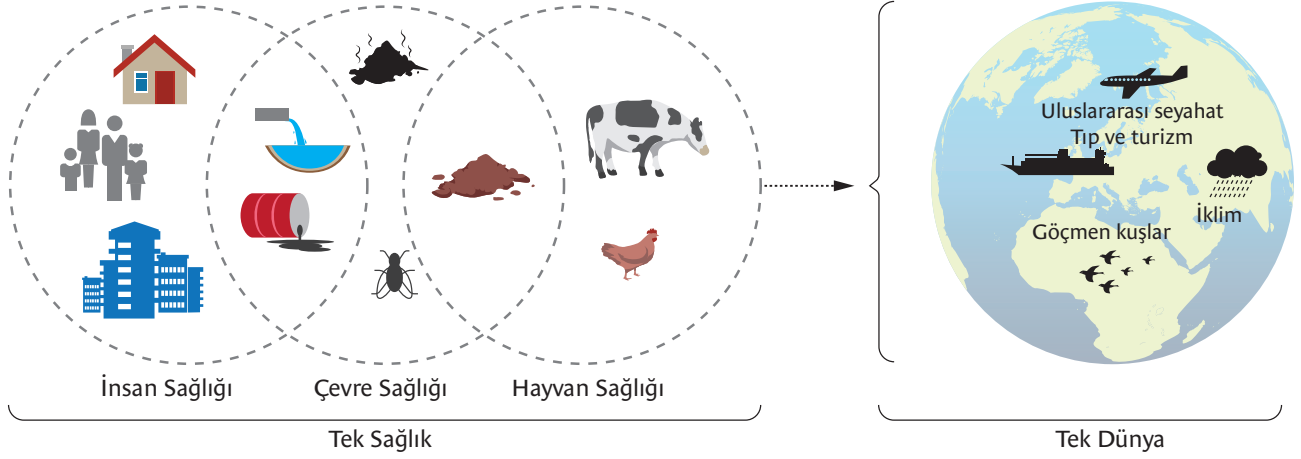 Uluslararası seyahat
Tıp ve turizm
İklim
Göçmen kuşlar
İnsan Sağlığı
Çevre Sağlığı
Hayvan Sağlığı
Tek Sağlık
Tek Dünya